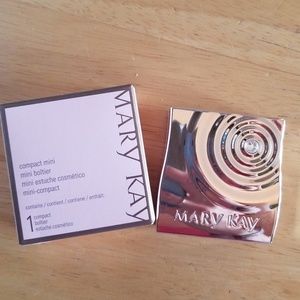 compact mini
mini boîtier
mini estuche cosmético
mini-compact
contains / contient / contiene / enthält:
1 compact
boîtier
estuche cosmético
MARY KAY
MARY KAY